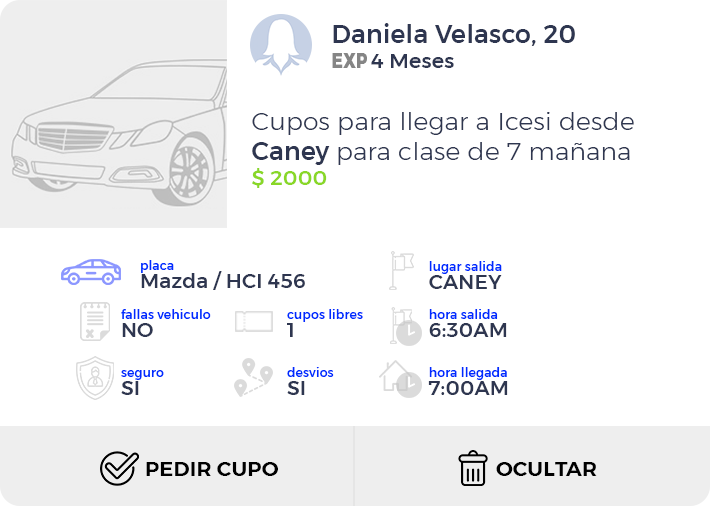 Daniela Velasco, 20
EXP 4 Meses
Cupos para llegar a Icesi desde
Caney para clase de 7 mañana
$ 2000
placa
Mazda / HCI 456
lugar salida
CANEY
fallas vehiculo
NO
cupos libres
1
hora salida
6:30AM
seguro
SI
desvios
SI
hora llegada
7:00AM
PEDIR CUPO
OCULTAR